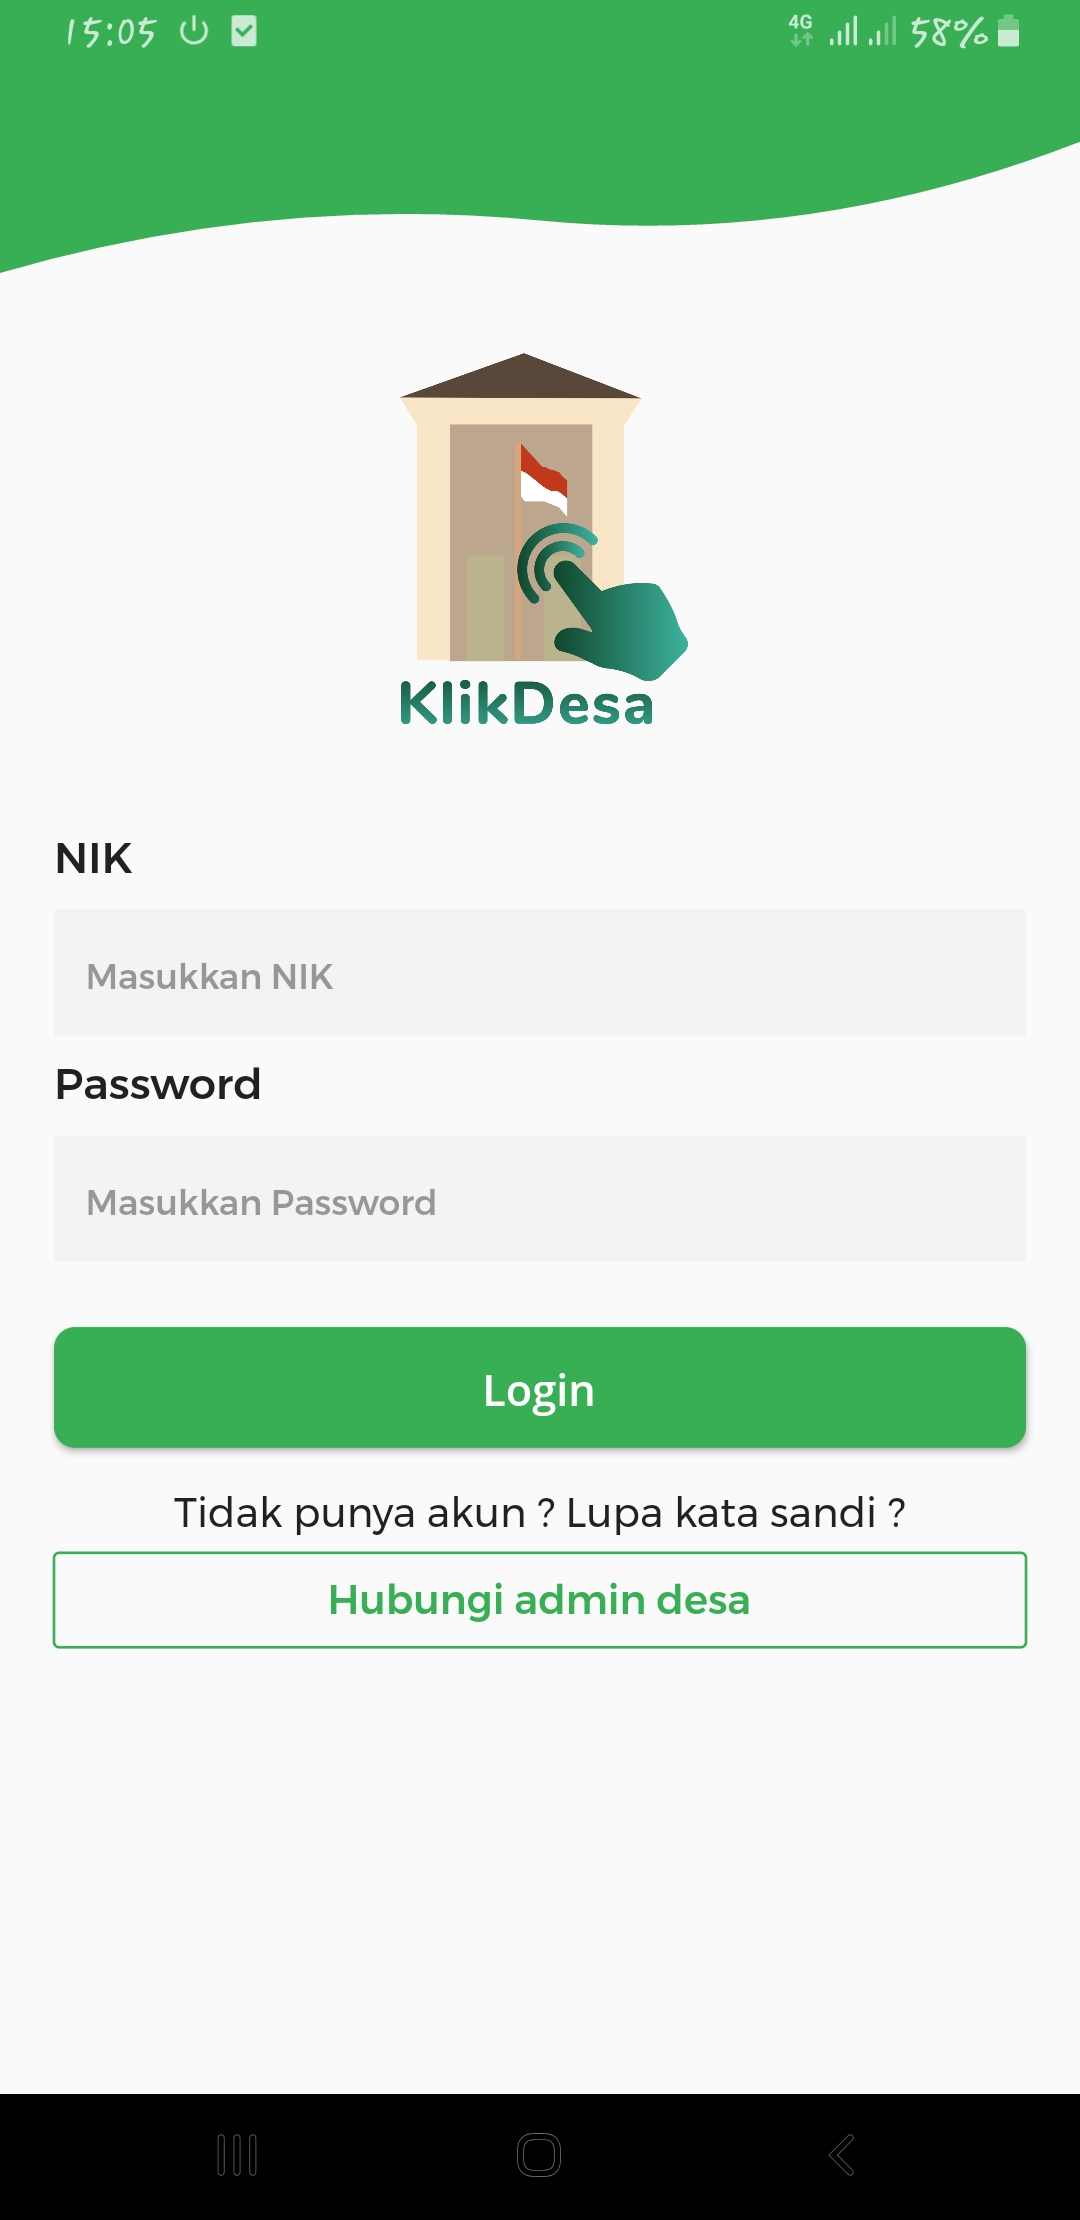 15:05 4G 58%
KlikDesa
NIK
Masukkan NIK
Password
Masukkan Password
Login
Tidak punya akun ? Lupa kata sandi ?
Hubungi admin desa